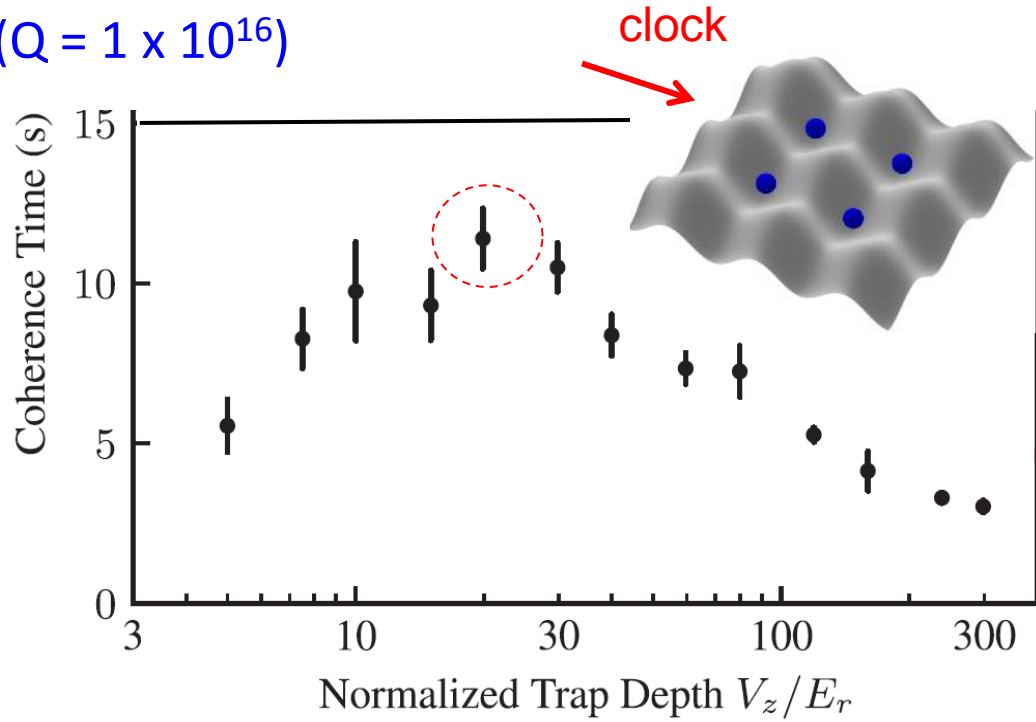 (Q = 1 x 10¹⁶)
clock
Coherence Time (s)
15
10
5
0
3 10 30 100 300
Normalized Trap Depth V_z/E_r